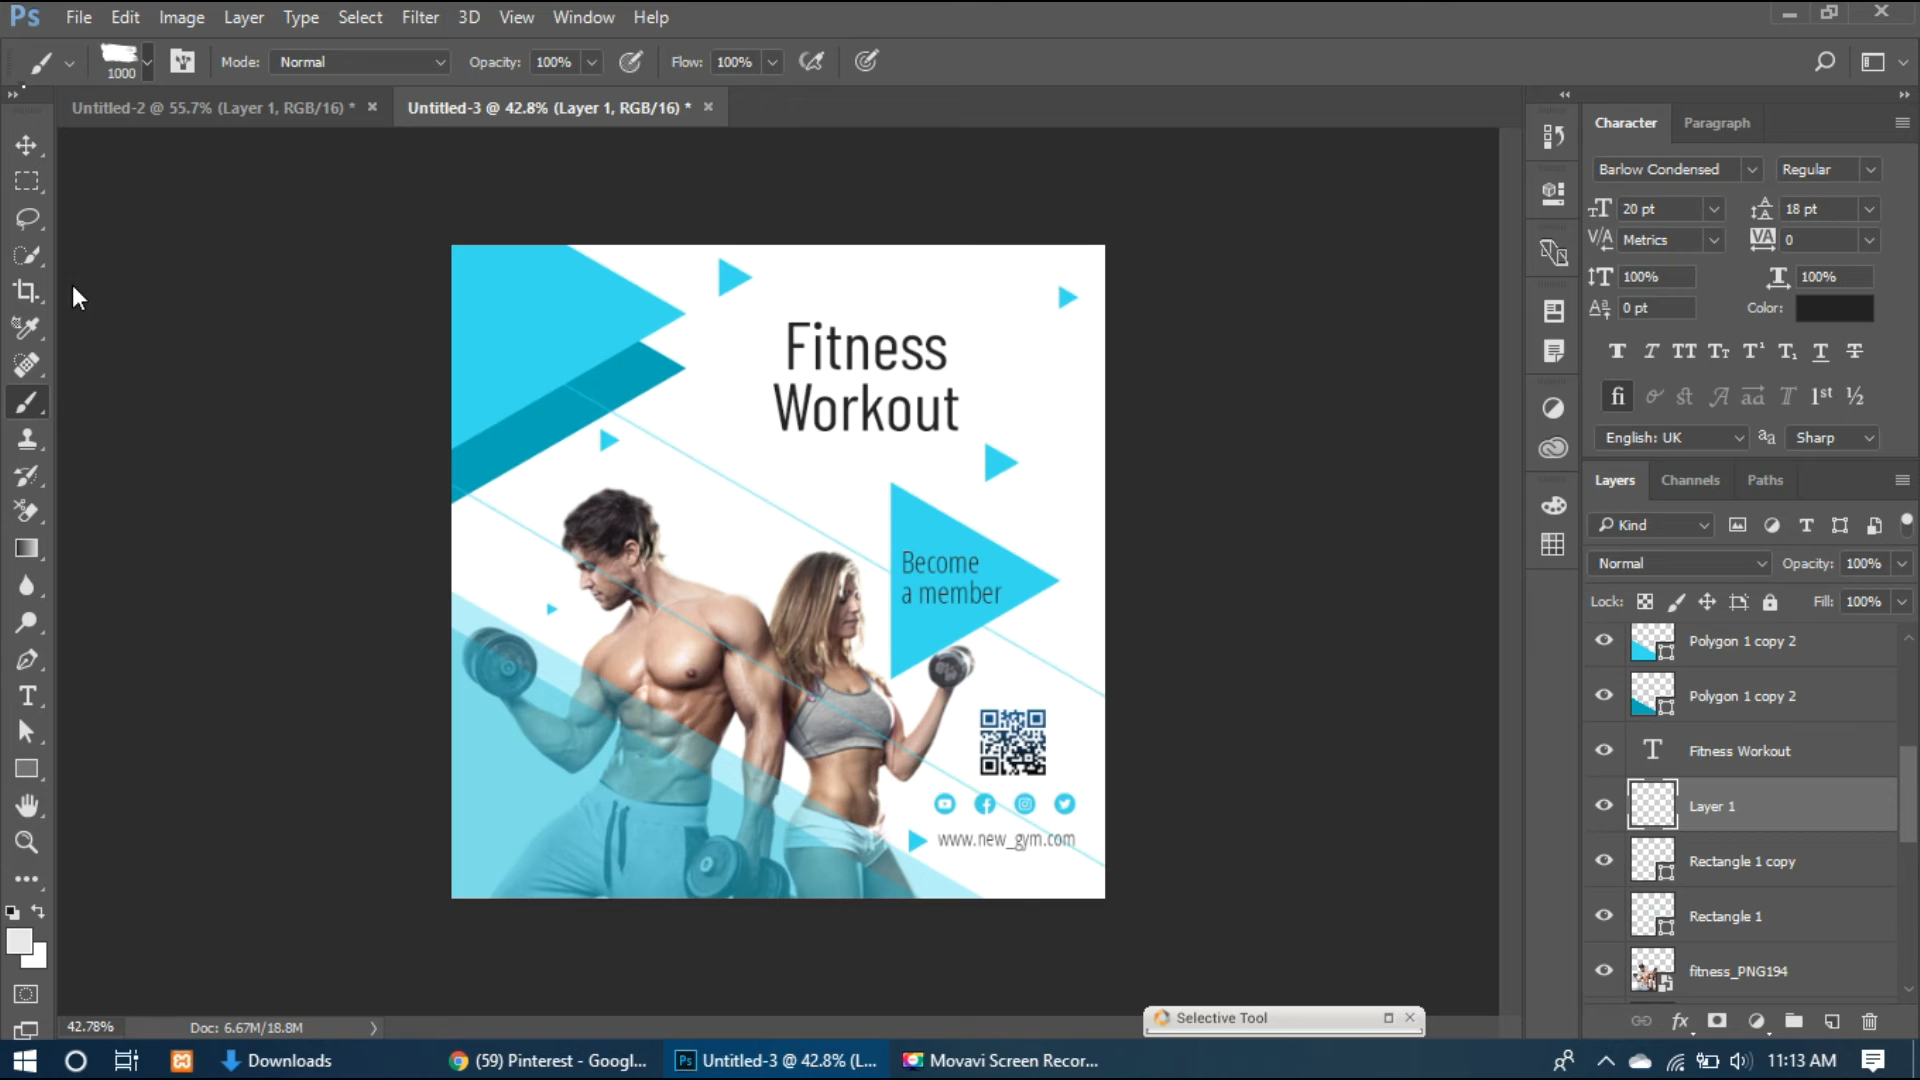 Ps File Edit Image Layer Type Select Filter 3D View Window Help
1000 Mode: Normal Opacity: 100% Flow: 100%
Untitled-2 @ 55.7% (Layer 1, RGB/16) * Untitled-3 @ 42.8% (Layer 1, RGB/16) *
Character Paragraph
Barlow Condensed Regular
20 pt 18 pt
Metrics 0
100% 100%
0 pt Color:
English: UK Sharp
Layers Channels Paths
Kind
Normal Opacity: 100%
Lock: Fill: 100%
Polygon 1 copy 2
Polygon 1 copy 2
Fitness Workout
Layer 1
Rectangle 1 copy
Rectangle 1
fitness_PNG194
Fitness
Workout
Become
a member
www.new_gym.com
42.78% Doc: 6.67M/18.8M
Selective Tool
Downloads (59) Pinterest - Googl... Ps Untitled-3 @ 42.8% (L... Movavi Screen Recor... 11:13 AM